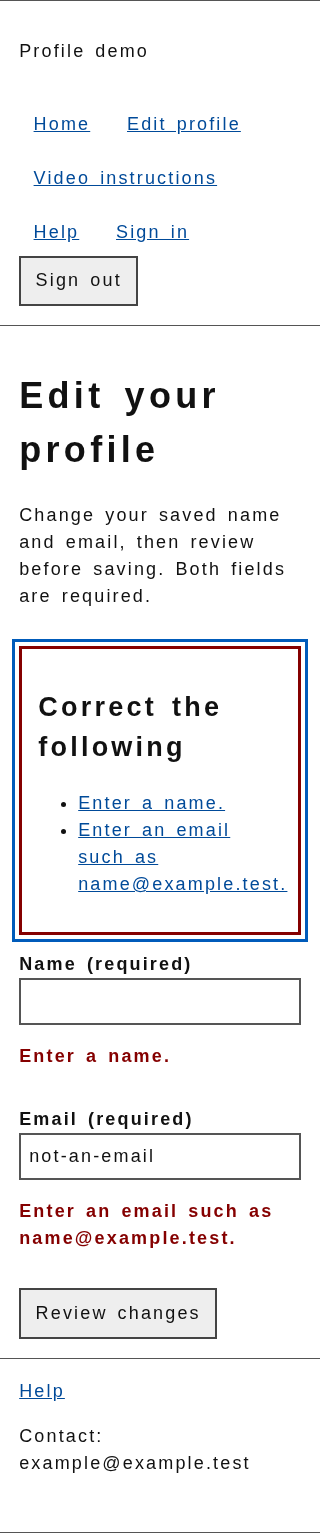 Profile demo
Home Edit profile
Video instructions
Help Sign in
Sign out
Edit your
profile
Change your saved name
and email, then review
before saving. Both fields
are required.
Correct the
following
• Enter a name.
• Enter an email
such as
name@example.test.
Name (required)
Enter a name.
Email (required)
not-an-email
Enter an email such as
name@example.test.
Review changes
Help
Contact:
example@example.test